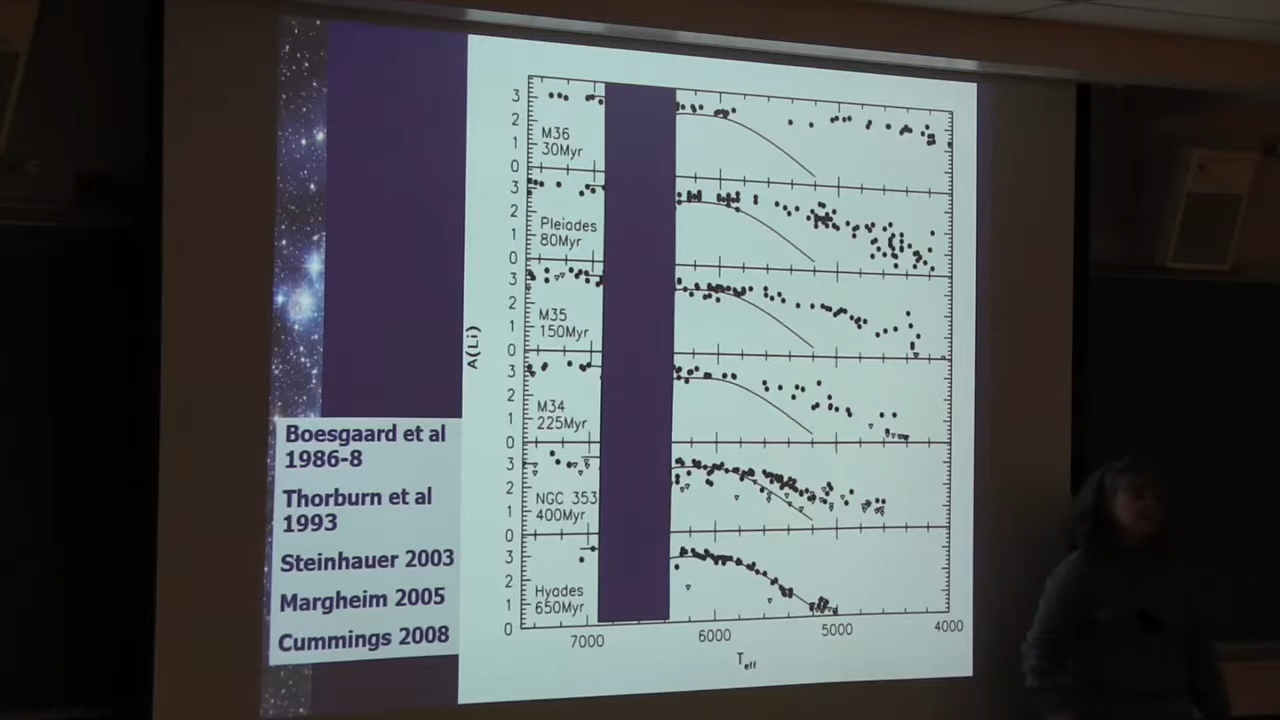 Boesgaard et al
1986-8
Thorburn et al
1993
Steinhauer 2003
Margheim 2005
Cummings 2008
A(Li)
3
2
1
0
M36
30Myr
3
2
1
0
Pleiades
80Myr
3
2
1
0
M35
150Myr
3
2
1
0
M34
225Myr
3
2
1
0
NGC 353
400Myr
3
2
1
0
Hyades
650Myr
7000 6000 5000 4000
Teff